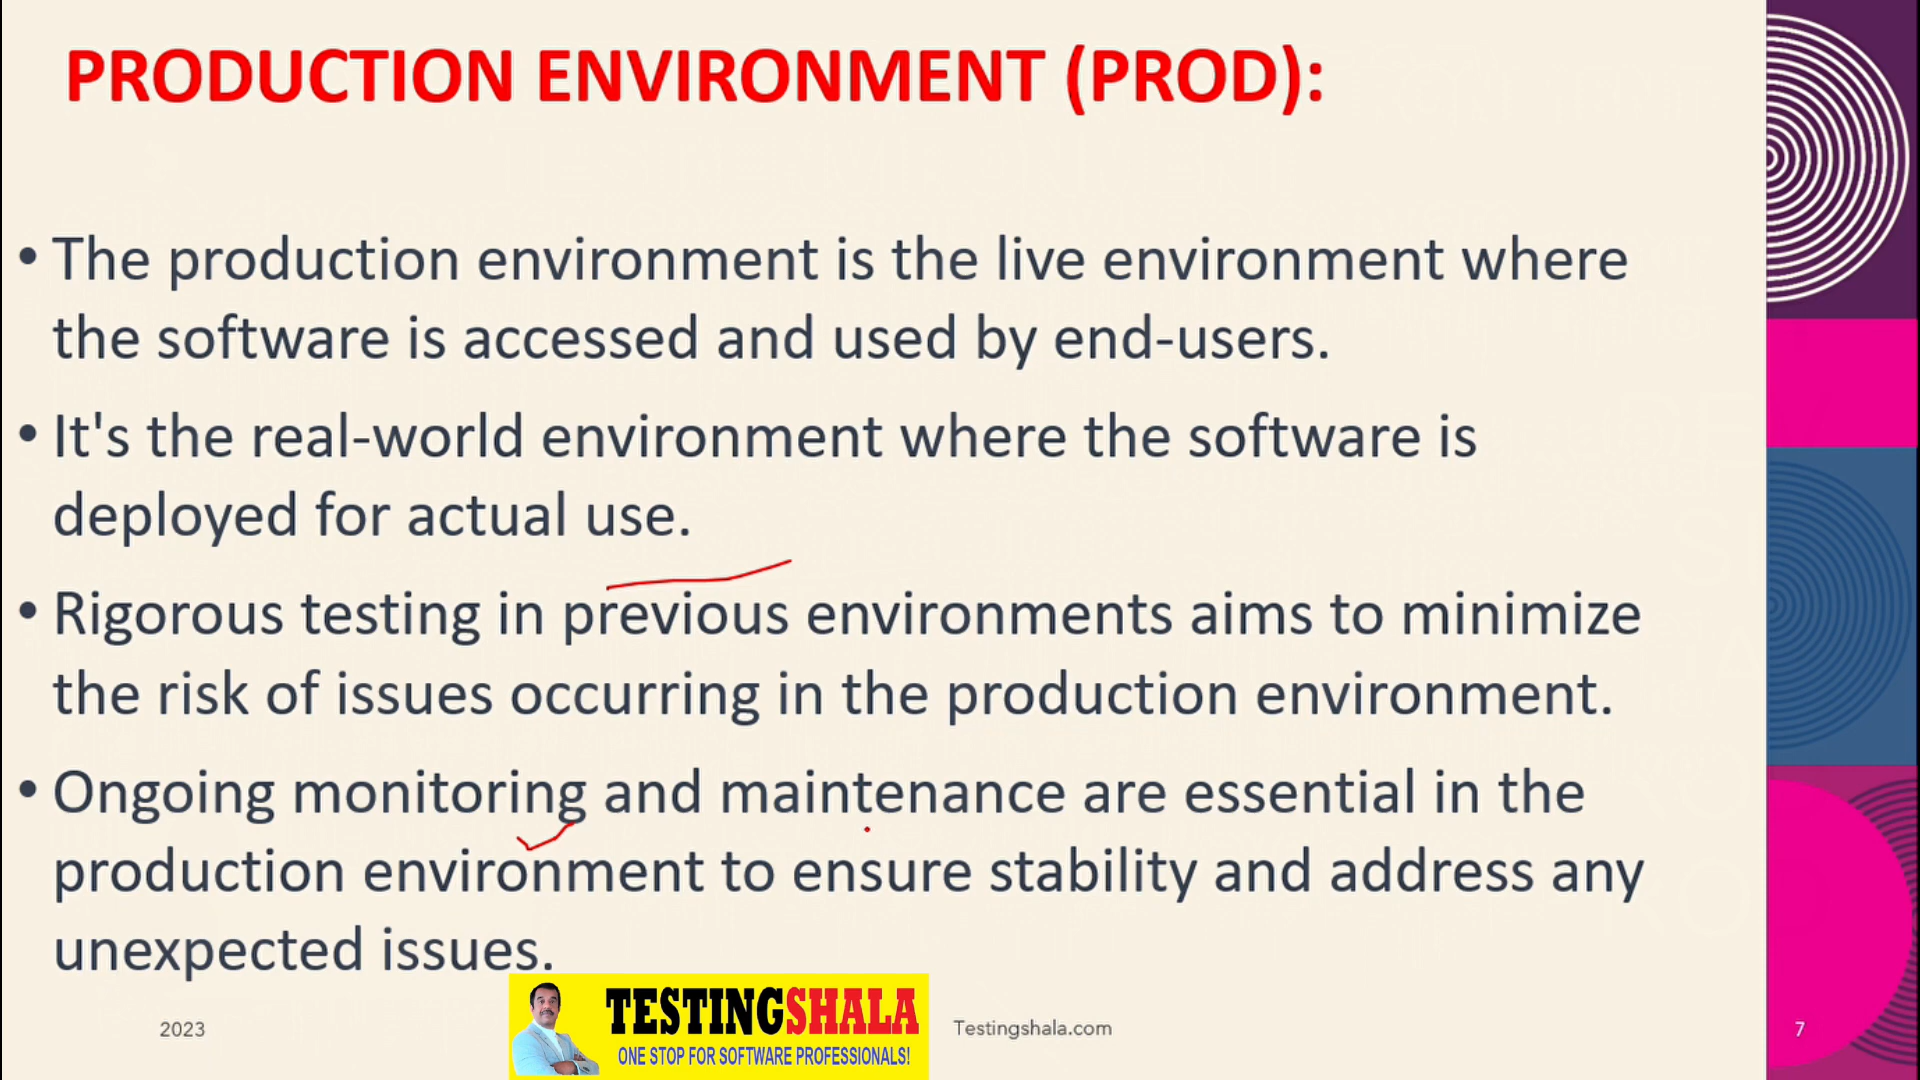 PRODUCTION ENVIRONMENT (PROD):
• The production environment is the live environment where
the software is accessed and used by end-users.
• It's the real-world environment where the software is
deployed for actual use.
• Rigorous testing in previous environments aims to minimize
the risk of issues occurring in the production environment.
• Ongoing monitoring and maintenance are essential in the
production environment to ensure stability and address any
unexpected issues.
2023
TESTINGSHALA
ONE STOP FOR SOFTWARE PROFESSIONALS!
Testingshala.com
7